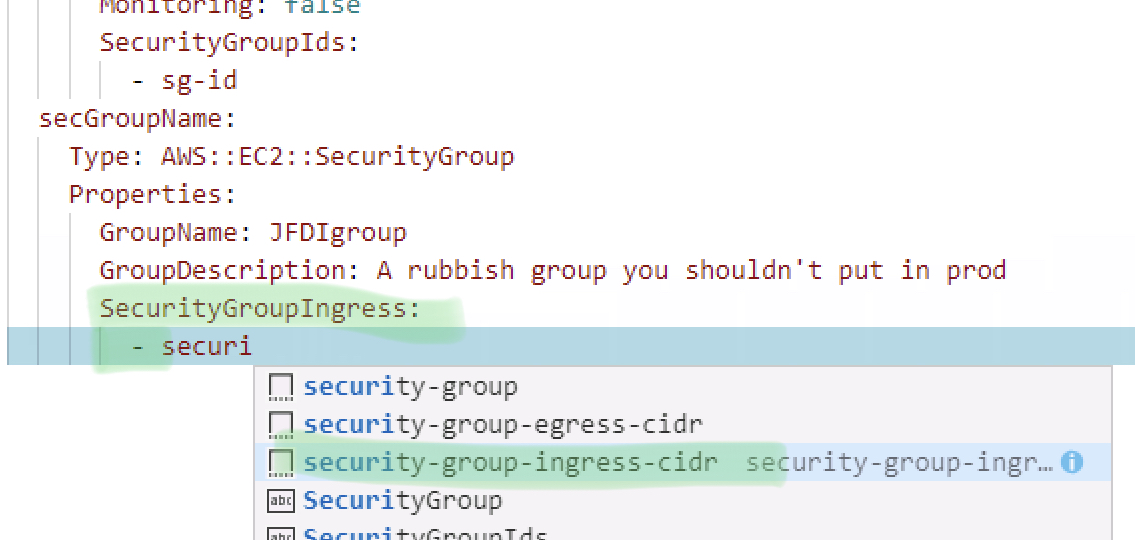 Monitoring: false
SecurityGroupIds:
- sg-id
secGroupName:
Type: AWS::EC2::SecurityGroup
Properties:
GroupName: JFDIgroup
GroupDescription: A rubbish group you shouldn't put in prod
SecurityGroupIngress:
- securi
security-group
security-group-egress-cidr
security-group-ingress-cidr security-group-ingr…
abc SecurityGroup
abc SecurityGroupIds